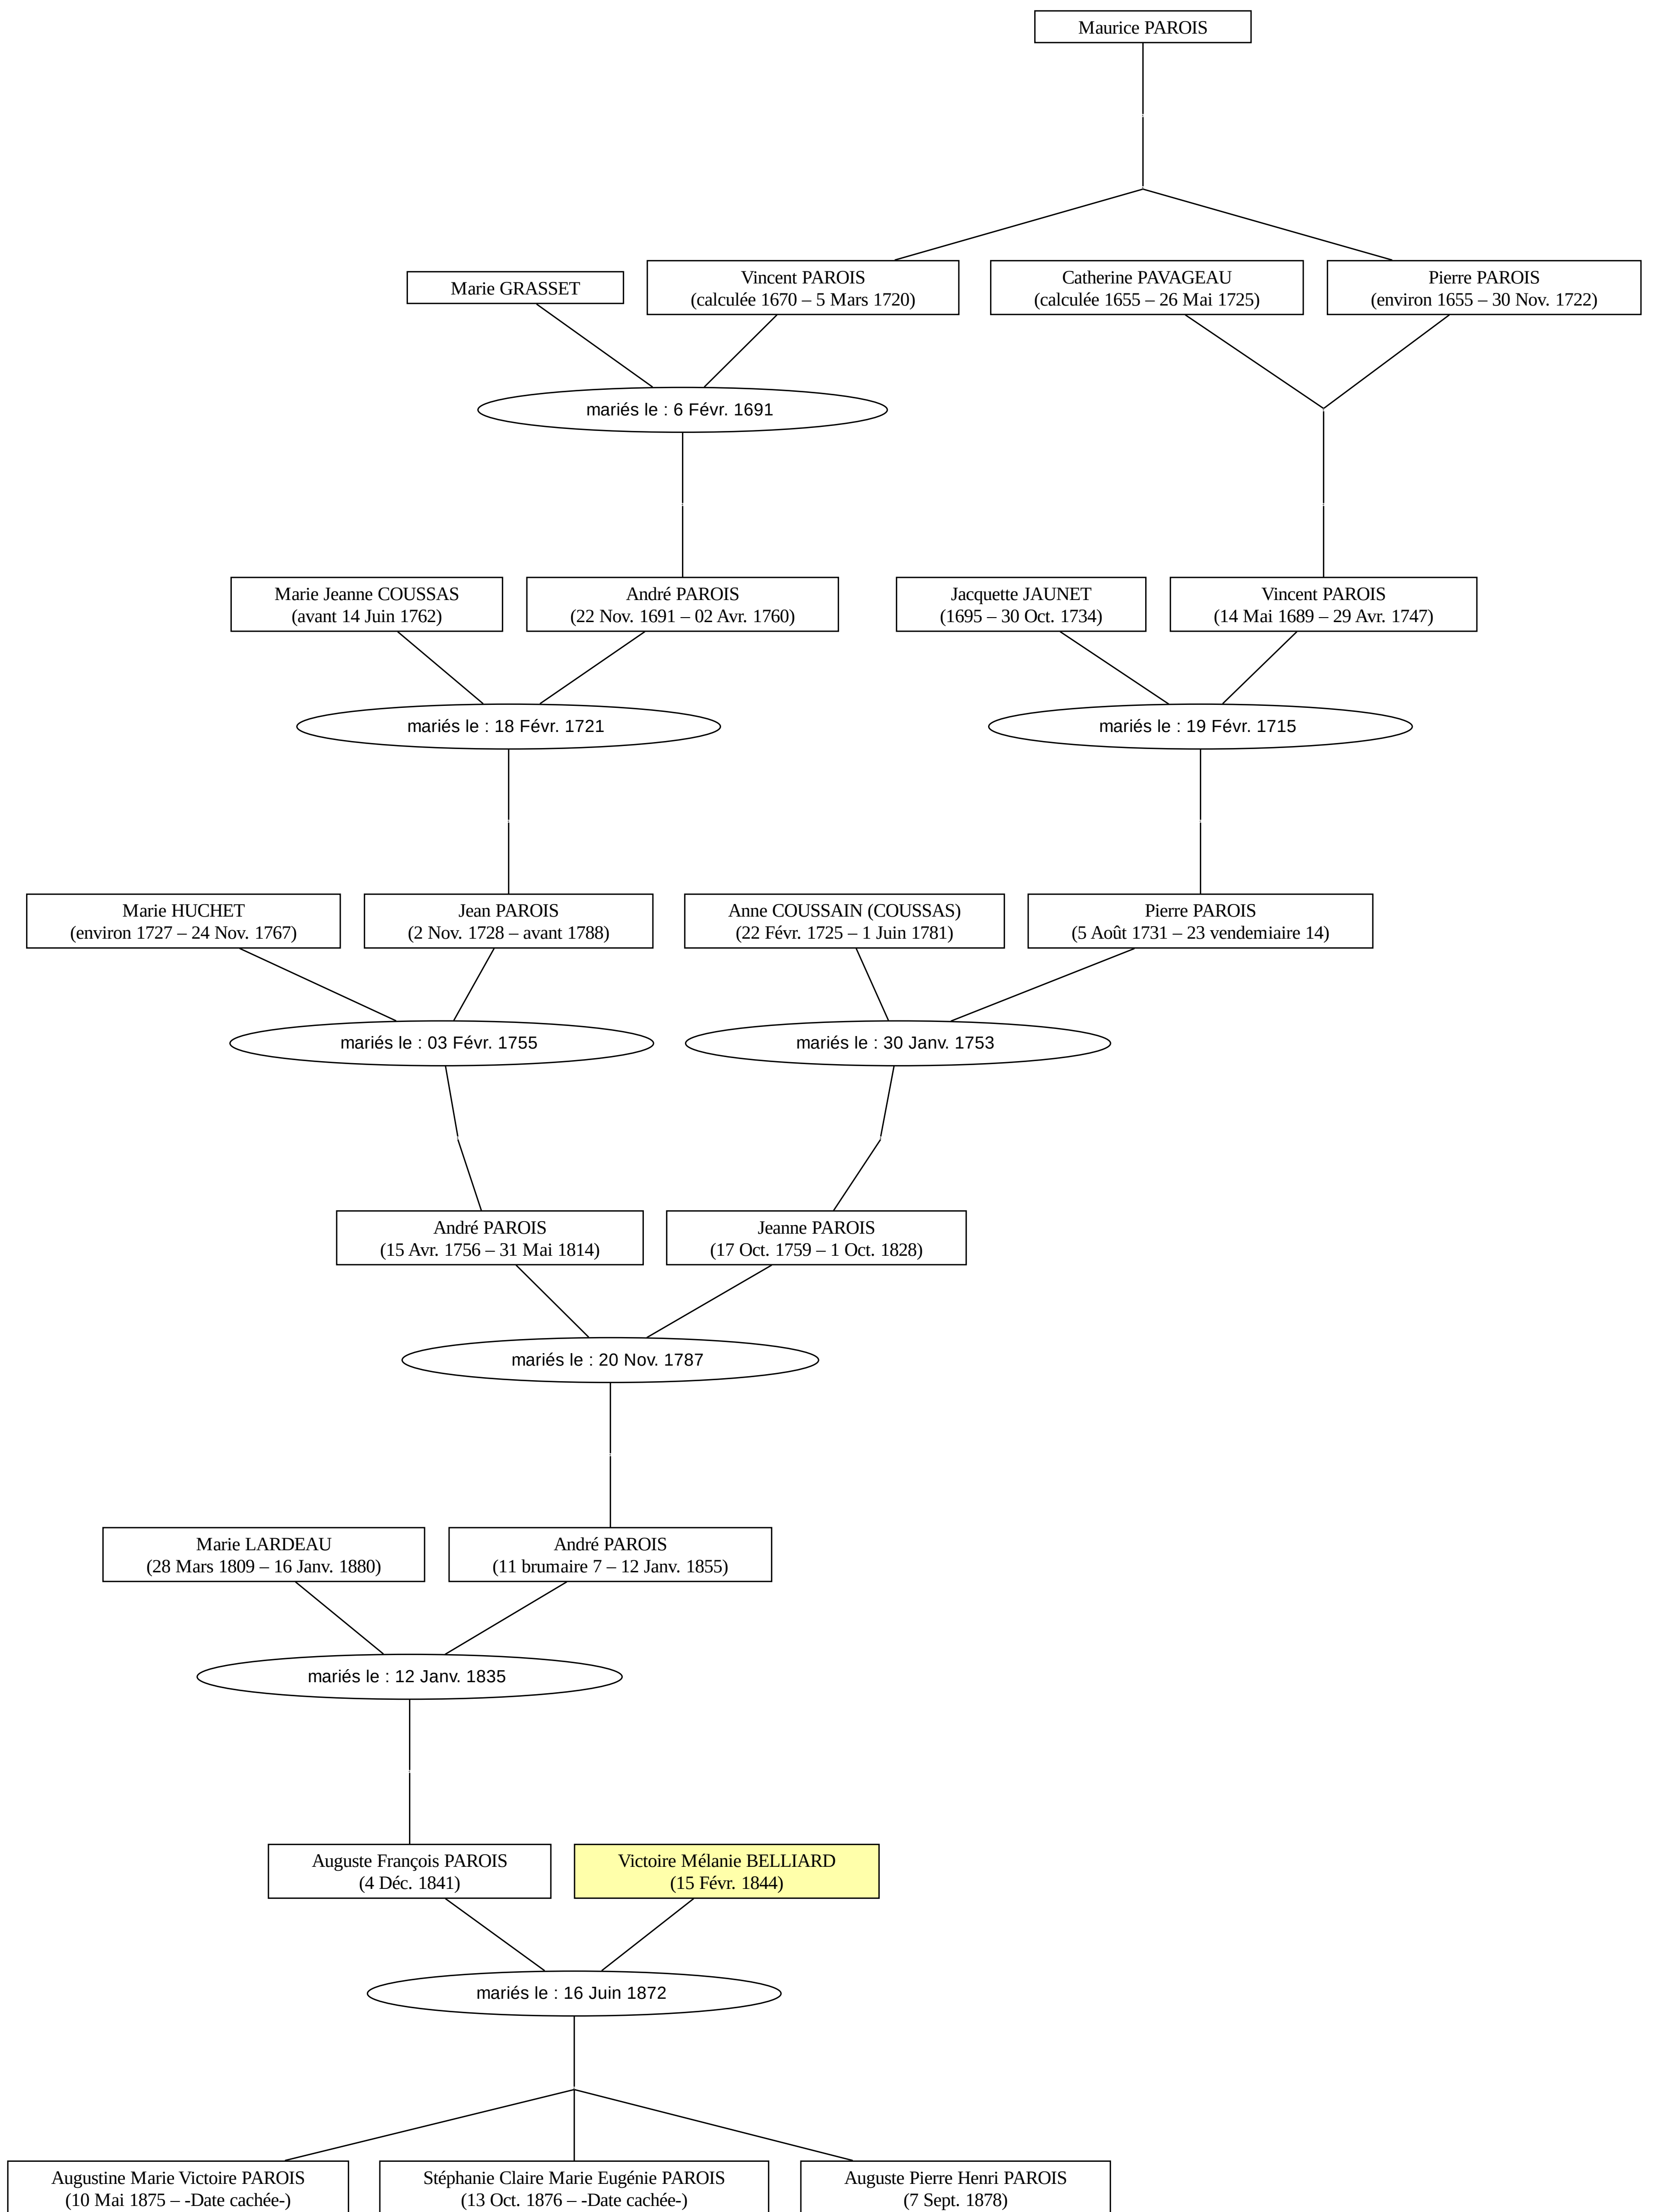 Maurice PAROIS
Marie GRASSET
Vincent PAROIS
(calculée 1670 – 5 Mars 1720)
Catherine PAVAGEAU
(calculée 1655 – 26 Mai 1725)
Pierre PAROIS
(environ 1655 – 30 Nov. 1722)
mariés le : 6 Févr. 1691
Marie Jeanne COUSSAS
(avant 14 Juin 1762)
André PAROIS
(22 Nov. 1691 – 02 Avr. 1760)
Jacquette JAUNET
(1695 – 30 Oct. 1734)
Vincent PAROIS
(14 Mai 1689 – 29 Avr. 1747)
mariés le : 18 Févr. 1721
mariés le : 19 Févr. 1715
Marie HUCHET
(environ 1727 – 24 Nov. 1767)
Jean PAROIS
(2 Nov. 1728 – avant 1788)
Anne COUSSAIN (COUSSAS)
(22 Févr. 1725 – 1 Juin 1781)
Pierre PAROIS
(5 Août 1731 – 23 vendemiaire 14)
mariés le : 03 Févr. 1755
mariés le : 30 Janv. 1753
André PAROIS
(15 Avr. 1756 – 31 Mai 1814)
Jeanne PAROIS
(17 Oct. 1759 – 1 Oct. 1828)
mariés le : 20 Nov. 1787
Marie LARDEAU
(28 Mars 1809 – 16 Janv. 1880)
André PAROIS
(11 brumaire 7 – 12 Janv. 1855)
mariés le : 12 Janv. 1835
Auguste François PAROIS
(4 Déc. 1841)
Victoire Mélanie BELLIARD
(15 Févr. 1844)
mariés le : 16 Juin 1872
Augustine Marie Victoire PAROIS
(10 Mai 1875 – -Date cachée-)
Stéphanie Claire Marie Eugénie PAROIS
(13 Oct. 1876 – -Date cachée-)
Auguste Pierre Henri PAROIS
(7 Sept. 1878)